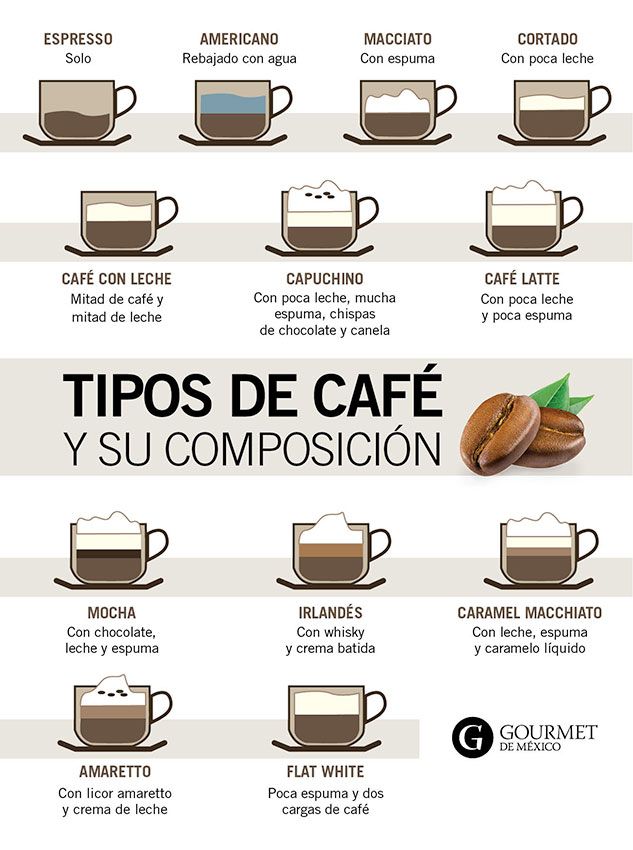 ESPRESSO
Solo
AMERICANO
Rebajado con agua
MACCIATO
Con espuma
CORTADO
Con poca leche
CAFÉ CON LECHE
Mitad de café y
mitad de leche
CAPUCHINO
Con poca leche, mucha
espuma, chispas
de chocolate y canela
CAFÉ LATTE
Con poca leche
y poca espuma
TIPOS DE CAFÉ
Y SU COMPOSICIÓN
MOCHA
Con chocolate,
leche y espuma
IRLANDÉS
Con whisky
y crema batida
CARAMEL MACCHIATO
Con leche, espuma
y caramelo líquido
AMARETTO
Con licor amaretto
y crema de leche
FLAT WHITE
Poca espuma y dos
cargas de café
G GOURMET
DE MÉXICO